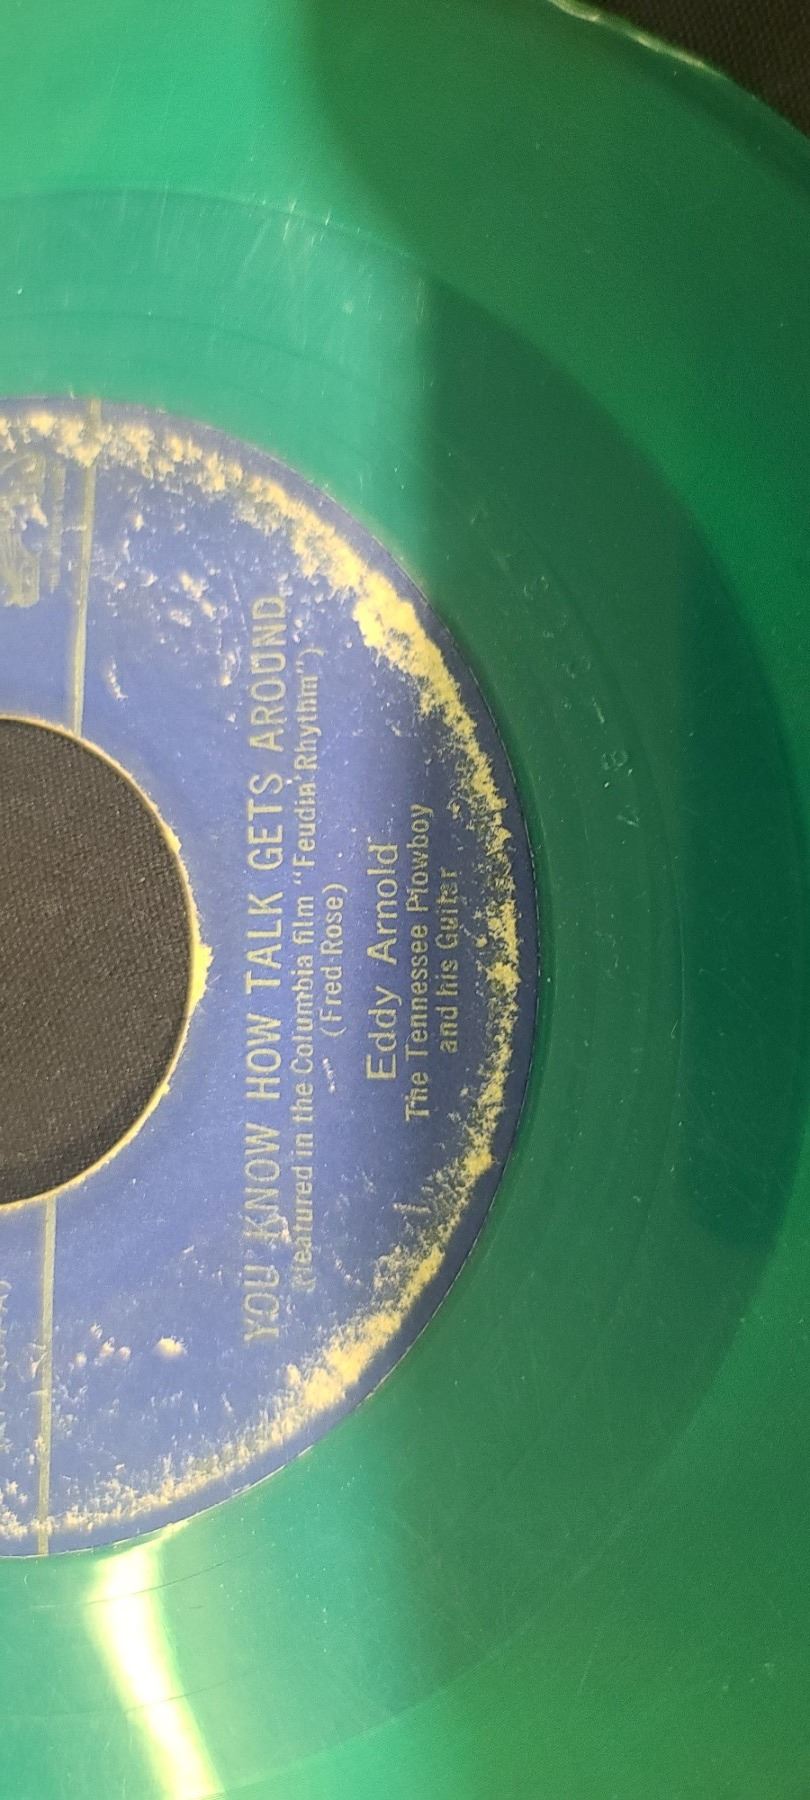 YOU KNOW HOW TALK GETS AROUND
(featured in the Columbia film "Feudin' Rhythm")
(Fred Rose)
Eddy Arnold
The Tennessee Plowboy
and his Guitar